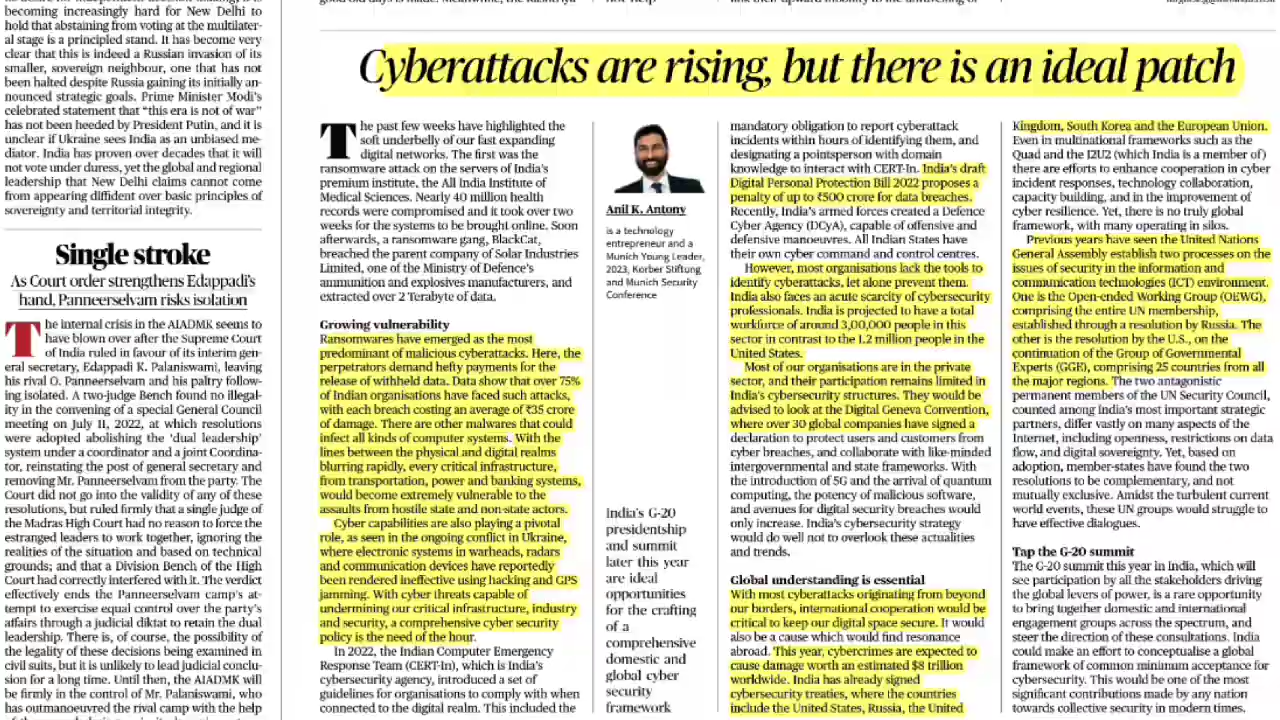 becoming increasingly hard for New Delhi to
hold that abstaining from voting at the multilater-
al stage is a principled stand. It has become very
clear that this is indeed a Russian invasion of its
smaller, sovereign neighbour, one that has not
been halted despite Russia gaining its initially an-
nounced strategic goals. Prime Minister Modi's
celebrated statement that "this era is not of war"
has not been heeded by President Putin, and it is
unclear if Ukraine sees India as an unbiased me-
diator. India has proven over decades that it will
not vote under duress, yet the global and regional
leadership that New Delhi claims cannot come
from appearing diffident over basic principles of
sovereignty and territorial integrity.
Single stroke
As Court order strengthens Edappadi's
hand, Panneerselvam risks isolation
The internal crisis in the AIADMK seems to
have blown over after the Supreme Court
of India ruled in favour of its interim gen-
eral secretary, Edappadi K. Palaniswami, leaving
his rival O. Panneerselvam and his paltry follow-
ing isolated. A two-judge Bench found no illegal-
ity in the convening of a special General Council
meeting on July 11, 2022, at which resolutions
were adopted abolishing the 'dual leadership'
system under a coordinator and a joint Coordina-
tor, reinstating the post of general secretary and
removing Mr. Panneerselvam from the party. The
Court did not go into the validity of any of these
resolutions, but ruled firmly that a single judge of
the Madras High Court had no reason to force the
estranged leaders to work together, ignoring the
realities of the situation and based on technical
grounds; and that a Division Bench of the High
Court had correctly interfered with it. The verdict
effectively ends the Panneerselvam camp's at-
tempt to exercise equal control over the party's
affairs through a judicial diktat to retain the dual
leadership. There is, of course, the possibility of
the legality of these decisions being examined in
civil suits, but it is unlikely to lead judicial conclu-
sion for a long time. Until then, the AIADMK will
be firmly in the control of Mr. Palaniswami, who
has outmanoeuvred the rival camp with the help
Cyberattacks are rising, but there is an ideal patch
The past few weeks have highlighted the
soft underbelly of our fast expanding
digital networks. The first was the
ransomware attack on the servers of India's
premium institute, the All India Institute of
Medical Sciences. Nearly 40 million health
records were compromised and it took over two
weeks for the systems to be brought online. Soon
afterwards, a ransomware gang, BlackCat,
breached the parent company of Solar Industries
Limited, one of the Ministry of Defence's
ammunition and explosives manufacturers, and
extracted over 2 Terabyte of data.
Growing vulnerability
Ransomwares have emerged as the most
predominant of malicious cyberattacks. Here, the
perpetrators demand hefty payments for the
release of withheld data. Data show that over 75%
of Indian organisations have faced such attacks,
with each breach costing an average of ₹35 crore
of damage. There are other malwares that could
infect all kinds of computer systems. With the
lines between the physical and digital realms
blurring rapidly, every critical infrastructure,
from transportation, power and banking systems,
would become extremely vulnerable to the
assaults from hostile state and non-state actors.
Cyber capabilities are also playing a pivotal
role, as seen in the ongoing conflict in Ukraine,
where electronic systems in warheads, radars
and communication devices have reportedly
been rendered ineffective using hacking and GPS
jamming. With cyber threats capable of
undermining our critical infrastructure, industry
and security, a comprehensive cyber security
policy is the need of the hour.
In 2022, the Indian Computer Emergency
Response Team (CERT-In), which is India's
cybersecurity agency, introduced a set of
guidelines for organisations to comply with when
connected to the digital realm. This included the
Anil K. Antony
is a technology
entrepreneur and a
Munich Young Leader,
2023, Korber Stiftung
and Munich Security
Conference
India's G-20
presidentship
and summit
later this year
are ideal
opportunities
for the crafting
of a
comprehensive
domestic and
global cyber
security
framework
mandatory obligation to report cyberattack
incidents within hours of identifying them, and
designating a pointsperson with domain
knowledge to interact with CERT-In. India's draft
Digital Personal Protection Bill 2022 proposes a
penalty of up to ₹500 crore for data breaches.
Recently, India's armed forces created a Defence
Cyber Agency (DCyA), capable of offensive and
defensive manoeuvres. All Indian States have
their own cyber command and control centres.
However, most organisations lack the tools to
identify cyberattacks, let alone prevent them.
India also faces an acute scarcity of cybersecurity
professionals. India is projected to have a total
workforce of around 3,00,000 people in this
sector in contrast to the 1.2 million people in the
United States.
Most of our organisations are in the private
sector, and their participation remains limited in
India's cybersecurity structures. They would be
advised to look at the Digital Geneva Convention,
where over 30 global companies have signed a
declaration to protect users and customers from
cyber breaches, and collaborate with like-minded
intergovernmental and state frameworks. With
the introduction of 5G and the arrival of quantum
computing, the potency of malicious software,
and avenues for digital security breaches would
only increase. India's cybersecurity strategy
would do well not to overlook these actualities
and trends.
Global understanding is essential
With most cyberattacks originating from beyond
our borders, international cooperation would be
critical to keep our digital space secure. It would
also be a cause which would find resonance
abroad. This year, cybercrimes are expected to
cause damage worth an estimated $8 trillion
worldwide. India has already signed
cybersecurity treaties, where the countries
include the United States, Russia, the United
Kingdom, South Korea and the European Union.
Even in multinational frameworks such as the
Quad and the I2U2 (which India is a member of)
there are efforts to enhance cooperation in cyber
incident responses, technology collaboration,
capacity building, and in the improvement of
cyber resilience. Yet, there is no truly global
framework, with many operating in silos.
Previous years have seen the United Nations
General Assembly establish two processes on the
issues of security in the information and
communication technologies (ICT) environment.
One is the Open-ended Working Group (OEWG),
comprising the entire UN membership,
established through a resolution by Russia. The
other is the resolution by the U.S., on the
continuation of the Group of Governmental
Experts (GGE), comprising 25 countries from all
the major regions. The two antagonistic
permanent members of the UN Security Council,
counted among India's most important strategic
partners, differ vastly on many aspects of the
Internet, including openness, restrictions on data
flow, and digital sovereignty. Yet, based on
adoption, member-states have found the two
resolutions to be complementary, and not
mutually exclusive. Amidst the turbulent current
world events, these UN groups would struggle to
have effective dialogues.
Tap the G-20 summit
The G-20 summit this year in India, which will
see participation by all the stakeholders driving
the global levers of power, is a rare opportunity
to bring together domestic and international
engagement groups across the spectrum, and
steer the direction of these consultations. India
could make an effort to conceptualise a global
framework of common minimum acceptance for
cybersecurity. This would be one of the most
significant contributions made by any nation
towards collective security in modern times.